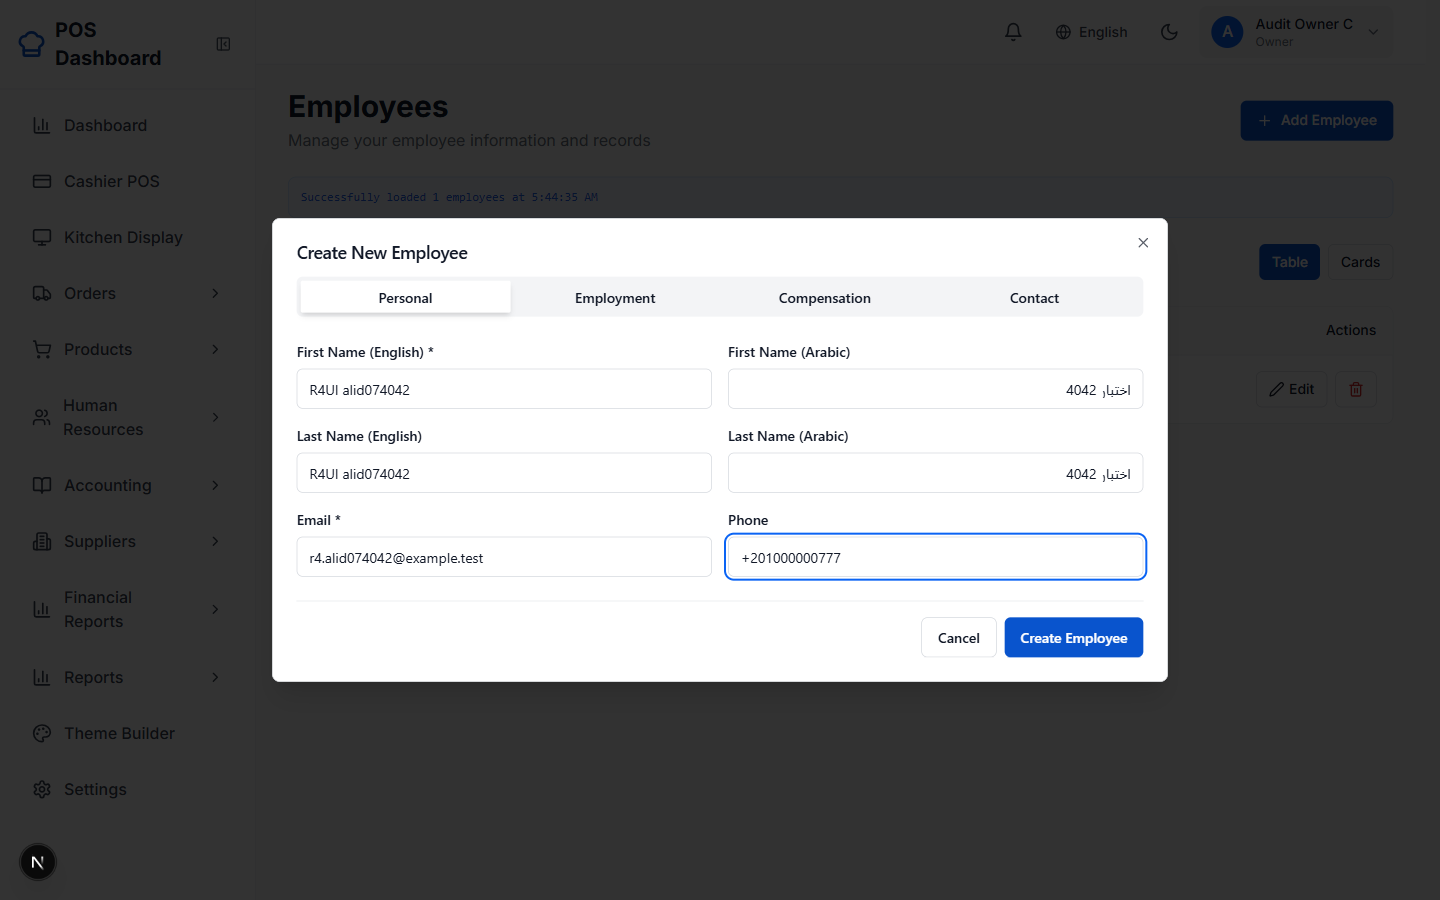 POS
Dashboard
English
A
Audit Owner C
Owner
Dashboard
Cashier POS
Kitchen Display
Orders
Products
Human
Resources
Accounting
Suppliers
Financial
Reports
Reports
Theme Builder
Settings
N
Employees
Manage your employee information and records
+ Add Employee
Successfully loaded 1 employees at 5:44:35 AM
Table
Cards
Actions
Edit
Create New Employee
Personal
Employment
Compensation
Contact
First Name (English) *
First Name (Arabic)
R4UI alid074042
اختبار 4042
Last Name (English)
Last Name (Arabic)
R4UI alid074042
اختبار 4042
Email *
Phone
r4.alid074042@example.test
+201000000777
Cancel
Create Employee